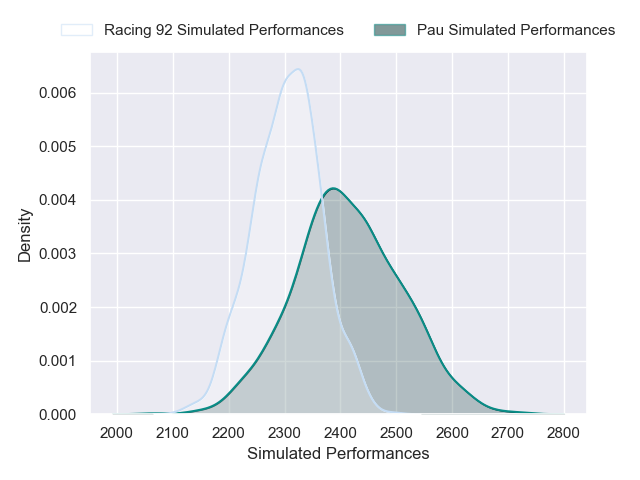 Racing 92 Simulated Performances
Pau Simulated Performances
0.006
0.005
0.004
0.003
0.002
0.001
0.000
Density
2000 2100 2200 2300 2400 2500 2600 2700 2800
Simulated Performances